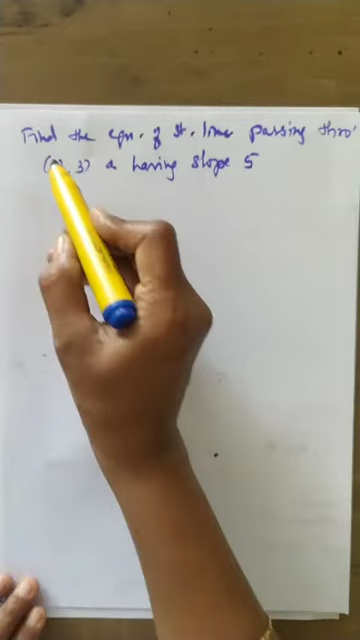 Find the eqn. of st. line passing thro'
, 3) a having slope 5